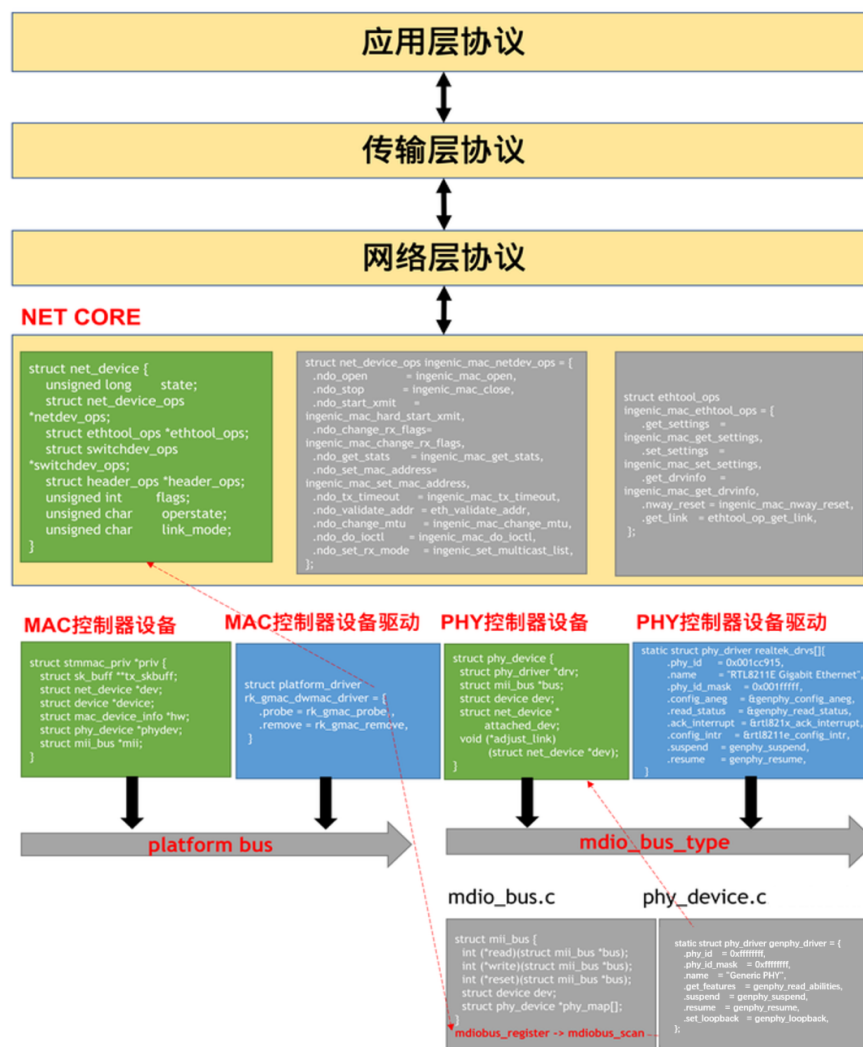 应用层协议
传输层协议
网络层协议
NET CORE
struct net_device {
unsigned long state;
struct net_device_ops
*netdev_ops;
struct ethtool_ops *ethtool_ops;
struct switchdev_ops
*switchdev_ops;
struct header_ops *header_ops;
unsigned int flags;
unsigned char operstate;
unsigned char link_mode;
}
struct net_device_ops ingenic_mac_netdev_ops = {
.ndo_open = ingenic_mac_open,
.ndo_stop = ingenic_mac_close,
.ndo_start_xmit =
ingenic_mac_hard_start_xmit,
.ndo_change_rx_flags=
ingenic_mac_change_rx_flags,
.ndo_get_stats = ingenic_mac_get_stats,
.ndo_set_mac_address=
ingenic_mac_set_mac_address,
.ndo_tx_timeout = ingenic_mac_tx_timeout,
.ndo_validate_addr = eth_validate_addr,
.ndo_change_mtu = ingenic_mac_change_mtu,
.ndo_do_ioctl = ingenic_mac_do_ioctl,
.ndo_set_rx_mode = ingenic_set_multicast_list,
};
struct ethtool_ops
ingenic_mac_ethtool_ops = {
.get_settings =
ingenic_mac_get_settings,
.set_settings =
ingenic_mac_set_settings,
.get_drvinfo =
ingenic_mac_get_drvinfo,
.nway_reset = ingenic_mac_nway_reset,
.get_link = ethtool_op_get_link,
};
MAC控制器设备
MAC控制器设备驱动
PHY控制器设备
PHY控制器设备驱动
struct stmmac_priv *priv {
struct sk_buff **tx_skbuff;
struct net_device *dev;
struct device *device;
struct mac_device_info *hw;
struct phy_device *phydev;
struct mii_bus *mii;
}
struct platform_driver
rk_gmac_dwmac_driver = {
.probe = rk_gmac_probe,
.remove = rk_gmac_remove,
}
struct phy_device {
struct phy_driver *drv;
struct mii_bus *bus;
struct device dev;
struct net_device *
attached_dev;
void (*adjust_link)
(struct net_device *dev);
}
static struct phy_driver realtek_drvs[]{
.phy_id = 0x001cc915,
.name = "RTL8211E Gigabit Ethernet",
.phy_id_mask = 0x001fffff,
.config_aneg = &genphy_config_aneg,
.read_status = &genphy_read_status,
.ack_interrupt = &rtl821x_ack_interrupt,
.config_intr = &rtl8211e_config_intr,
.suspend = genphy_suspend,
.resume = genphy_resume,
}
platform bus
mdio_bus_type
mdio_bus.c
phy_device.c
struct mii_bus {
int (*read)(struct mii_bus *bus);
int (*write)(struct mii_bus *bus);
int (*reset)(struct mii_bus *bus);
struct device dev;
struct phy_device *phy_map[];
}
mdiobus_register -> mdiobus_scan
static struct phy_driver genphy_driver = {
.phy_id = 0xffffffff,
.phy_id_mask = 0xffffffff,
.name = "Generic PHY",
.get_features = genphy_read_abilities,
.suspend = genphy_suspend,
.resume = genphy_resume,
.set_loopback = genphy_loopback,
};